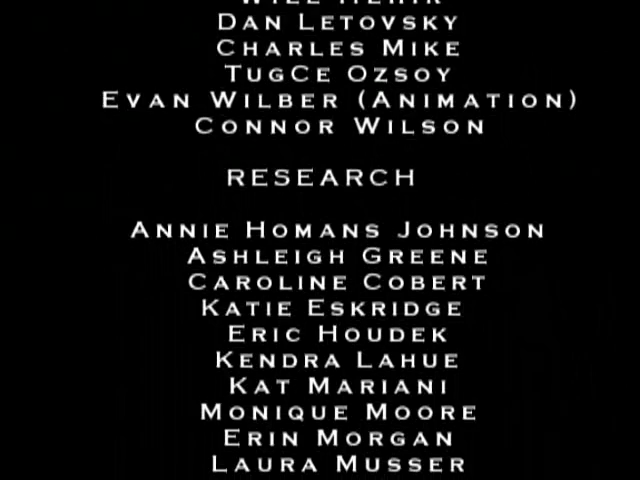 Dan Letovsky
Charles Mike
TugCe Ozsoy
Evan Wilber (Animation)
Connor Wilson
RESEARCH
Annie Homans Johnson
Ashleigh Greene
Caroline Cobert
Katie Eskridge
Eric Houdek
Kendra Lahue
Kat Mariani
Monique Moore
Erin Morgan
Laura Musser